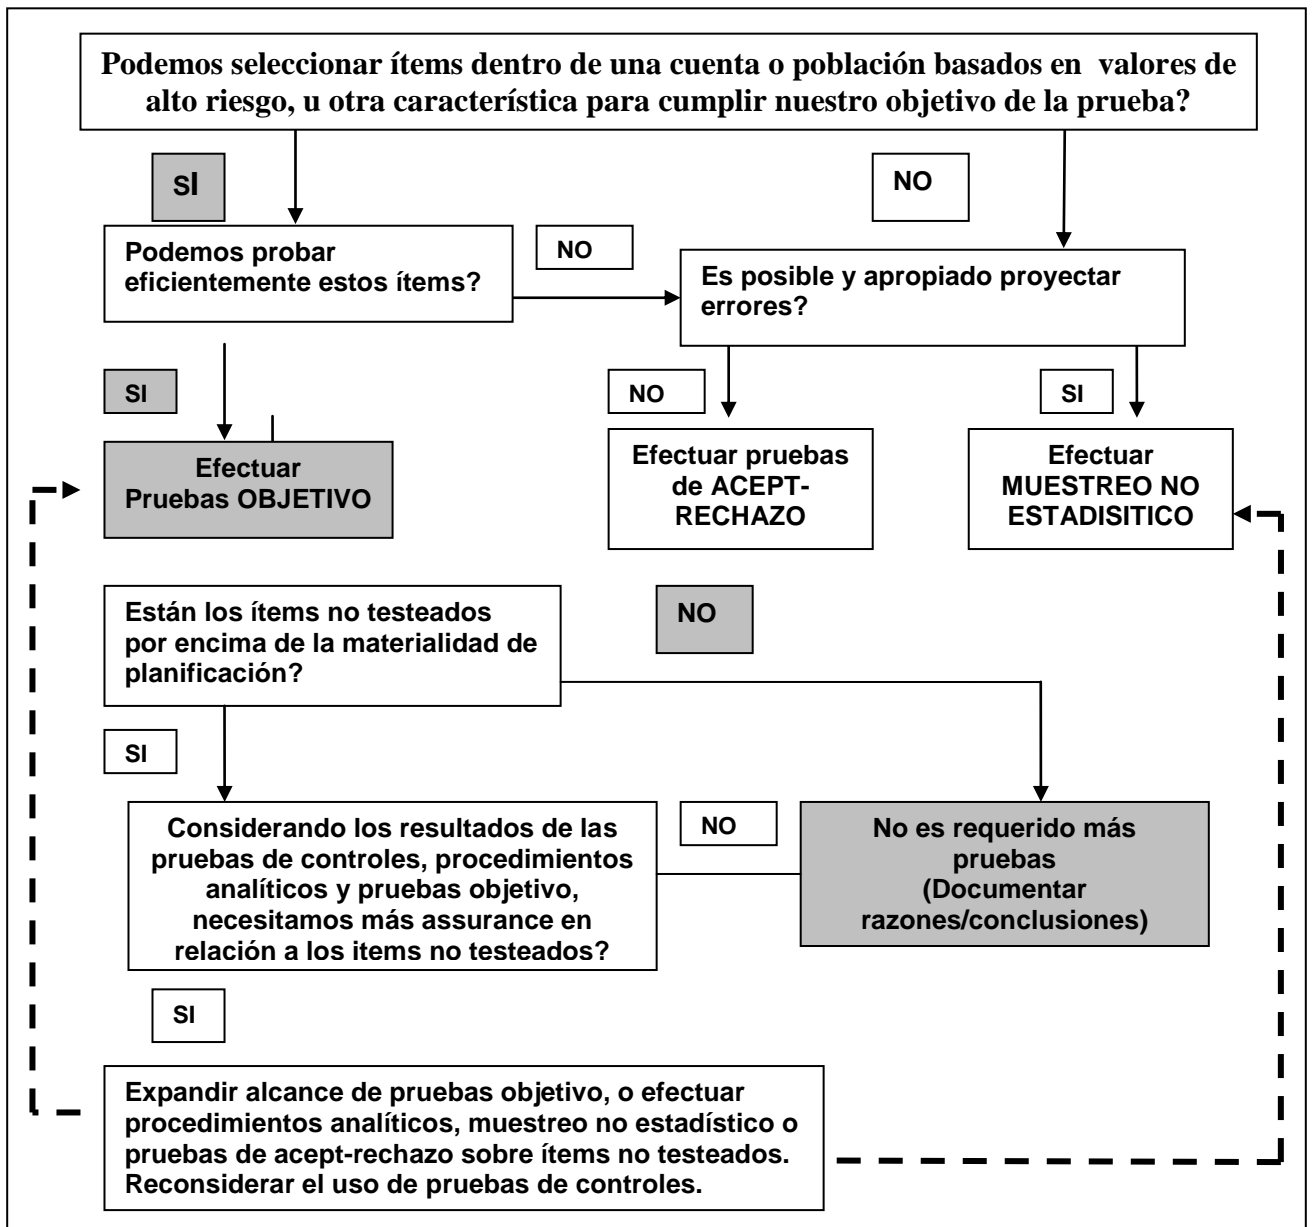 Podemos seleccionar ítems dentro de una cuenta o población basados en valores de
alto riesgo, u otra característica para cumplir nuestro objetivo de la prueba?
SI
NO
Podemos probar
eficientemente estos ítems?
NO
Es posible y apropiado proyectar
errores?
SI
NO
SI
Efectuar
Pruebas OBJETIVO
Efectuar pruebas
de ACEPT-
RECHAZO
Efectuar
MUESTREO NO
ESTADISITICO
Están los ítems no testeados
por encima de la materialidad de
planificación?
NO
SI
Considerando los resultados de las
pruebas de controles, procedimientos
analíticos y pruebas objetivo,
necesitamos más assurance en
relación a los items no testeados?
NO
No es requerido más
pruebas
(Documentar
razones/conclusiones)
SI
Expandir alcance de pruebas objetivo, o efectuar
procedimientos analíticos, muestreo no estadístico o
pruebas de acept-rechazo sobre ítems no testeados.
Reconsiderar el uso de pruebas de controles.